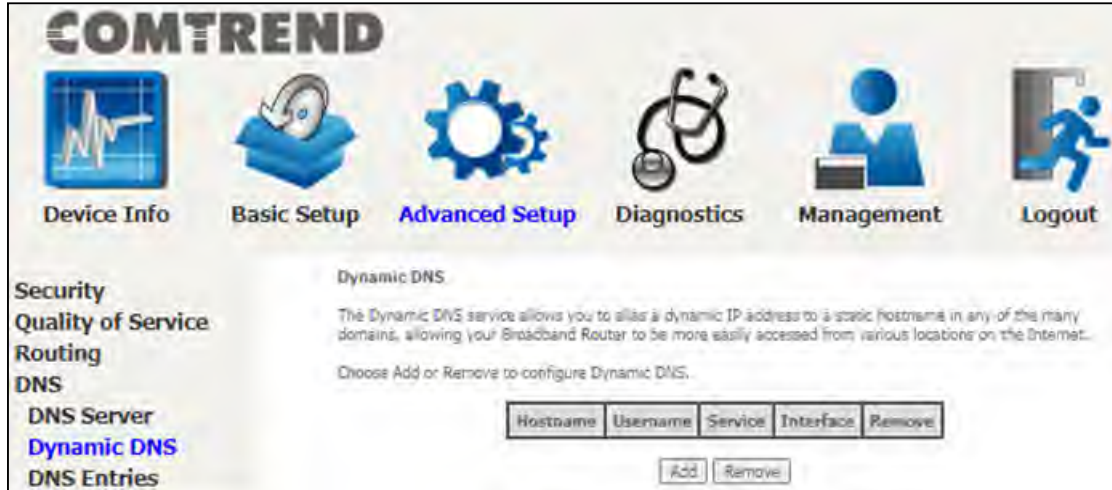 COMTREND
Device Info Basic Setup Advanced Setup Diagnostics Management Logout
Security
Quality of Service
Routing
DNS
DNS Server
Dynamic DNS
DNS Entries
Dynamic DNS
The Dynamic DNS service allows you to alias a dynamic IP address to a static hostname in any of the many
domains, allowing your Broadband Router to be more easily accessed from various locations on the Internet.
Choose Add or Remove to configure Dynamic DNS.
Hostname Username Service Interface Remove
Add Remove